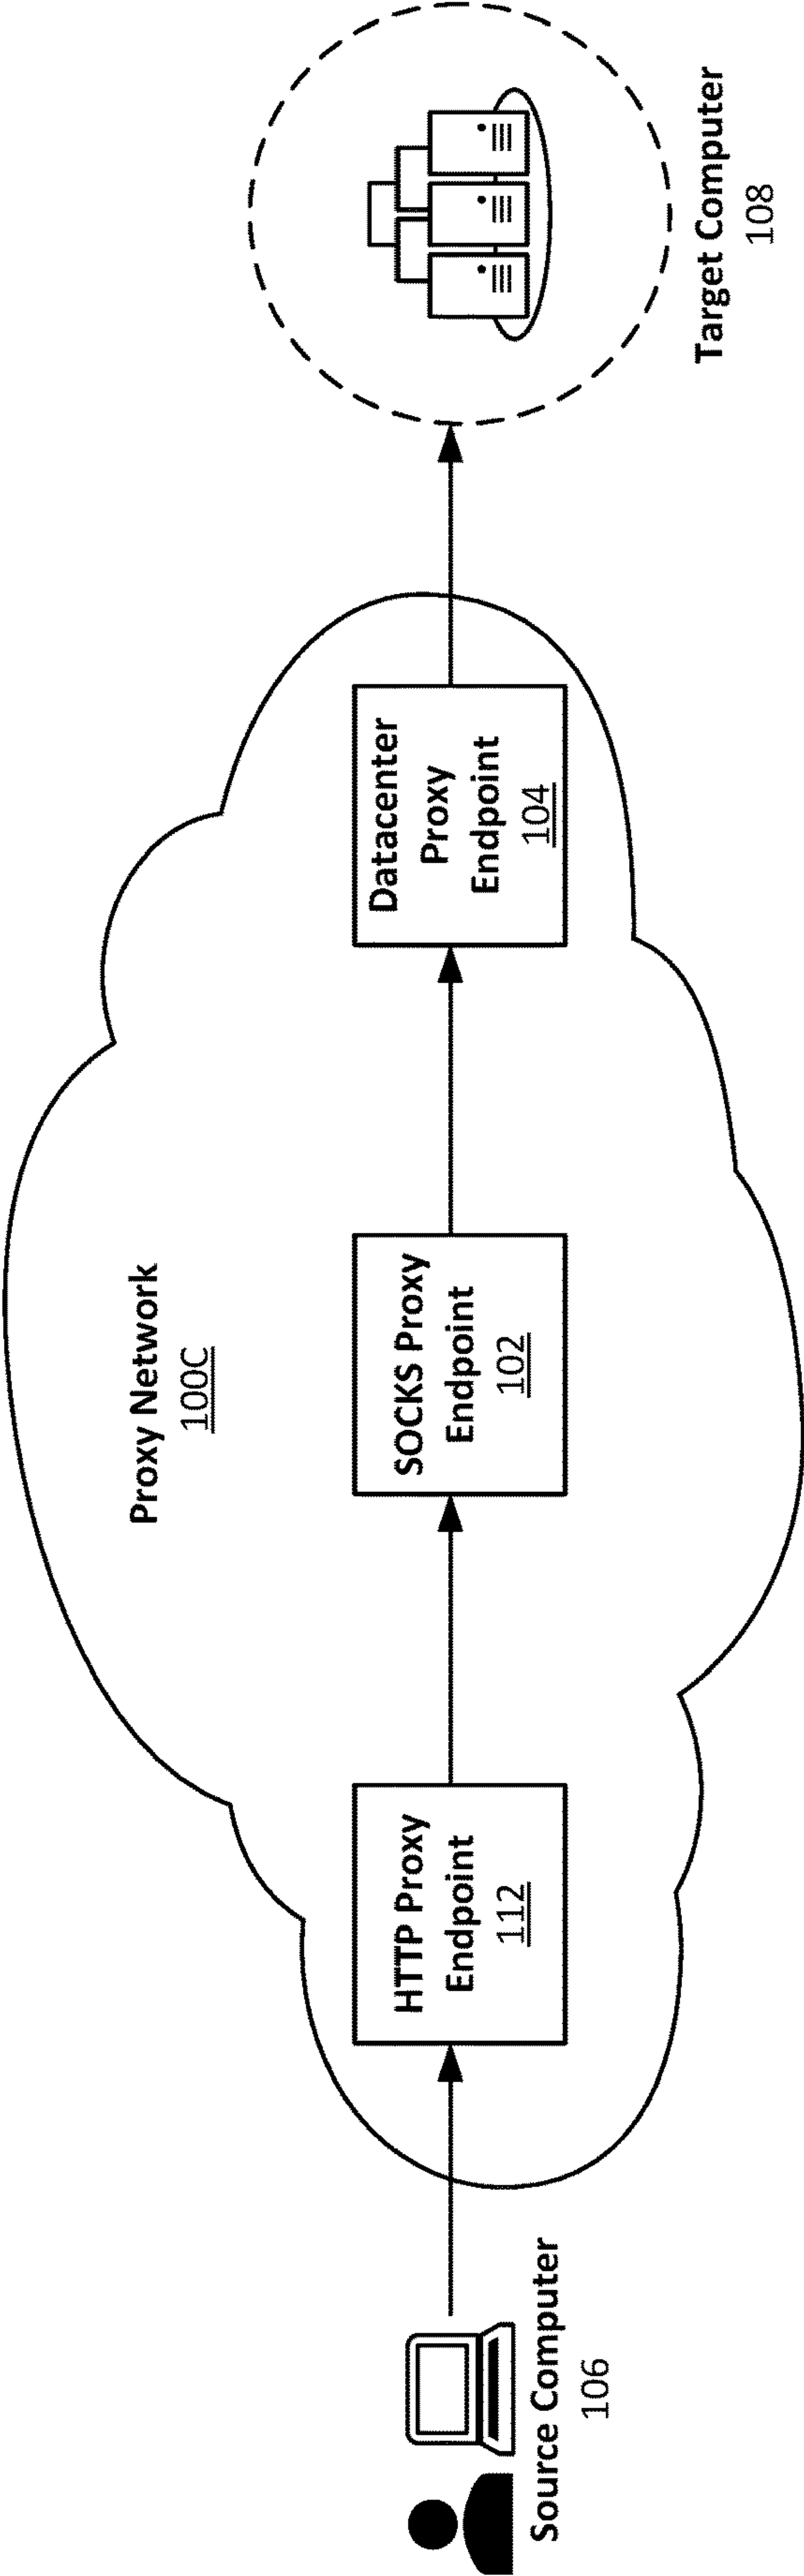 Proxy Network
100C
Source Computer
106
HTTP Proxy
Endpoint
112
SOCKS Proxy
Endpoint
102
Datacenter
Proxy
Endpoint
104
Target Computer
108